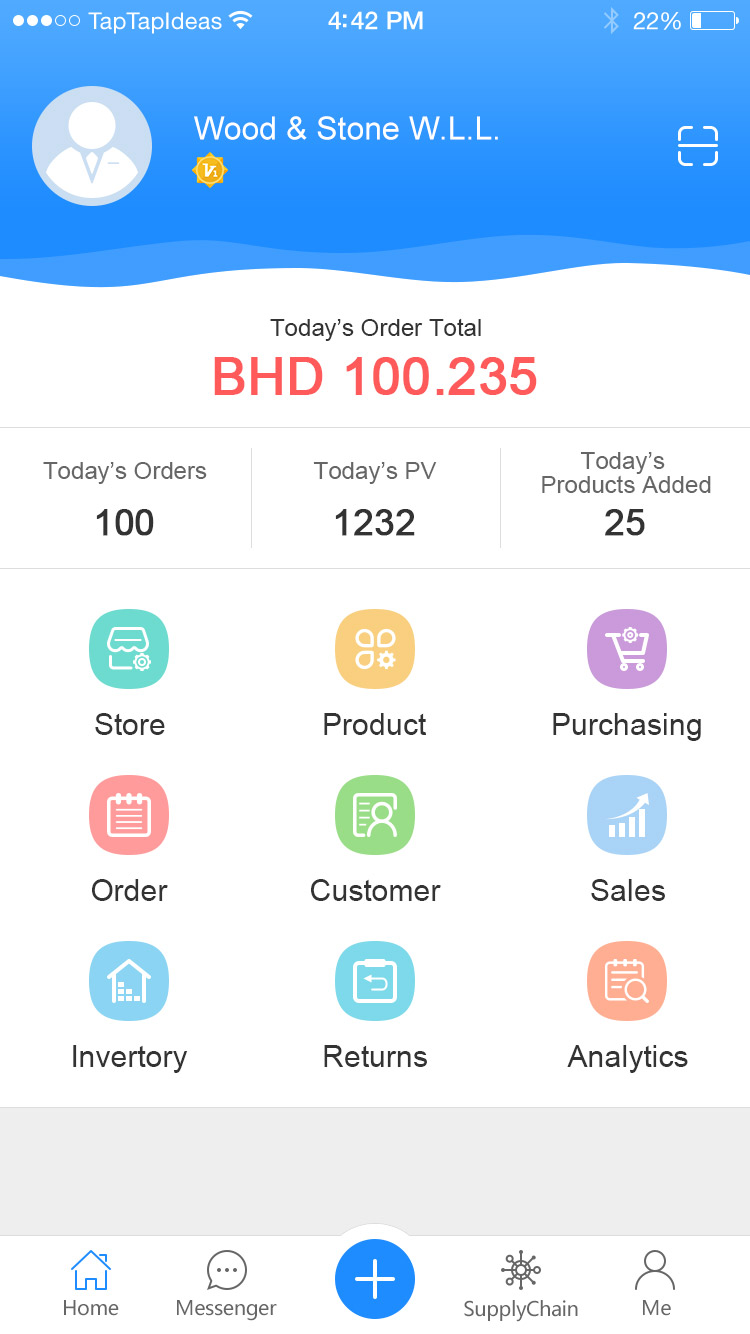 TapTapIdeas 4:42 PM 22%
Wood & Stone W.L.L.
V1
Today’s Order Total
BHD 100.235
Today’s Orders
100
Today’s PV
1232
Today’s
Products Added
25
Store Product Purchasing
Order Customer Sales
Invertory Returns Analytics
Home Messenger SupplyChain Me